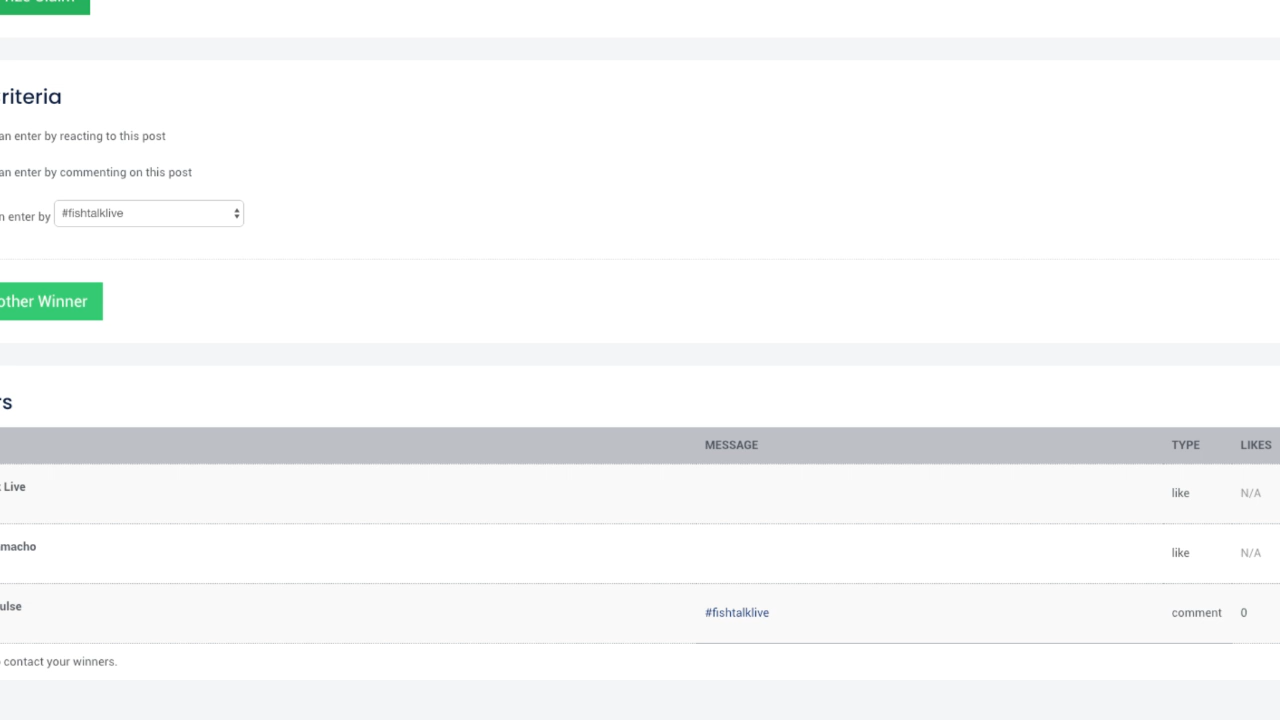 riteria
an enter by reacting to this post
an enter by commenting on this post
n enter by #fishtalklive
other Winner
rs
MESSAGE TYPE LIKES
Live
like N/A
macho
like N/A
ulse
#fishtalklive comment 0
contact your winners.